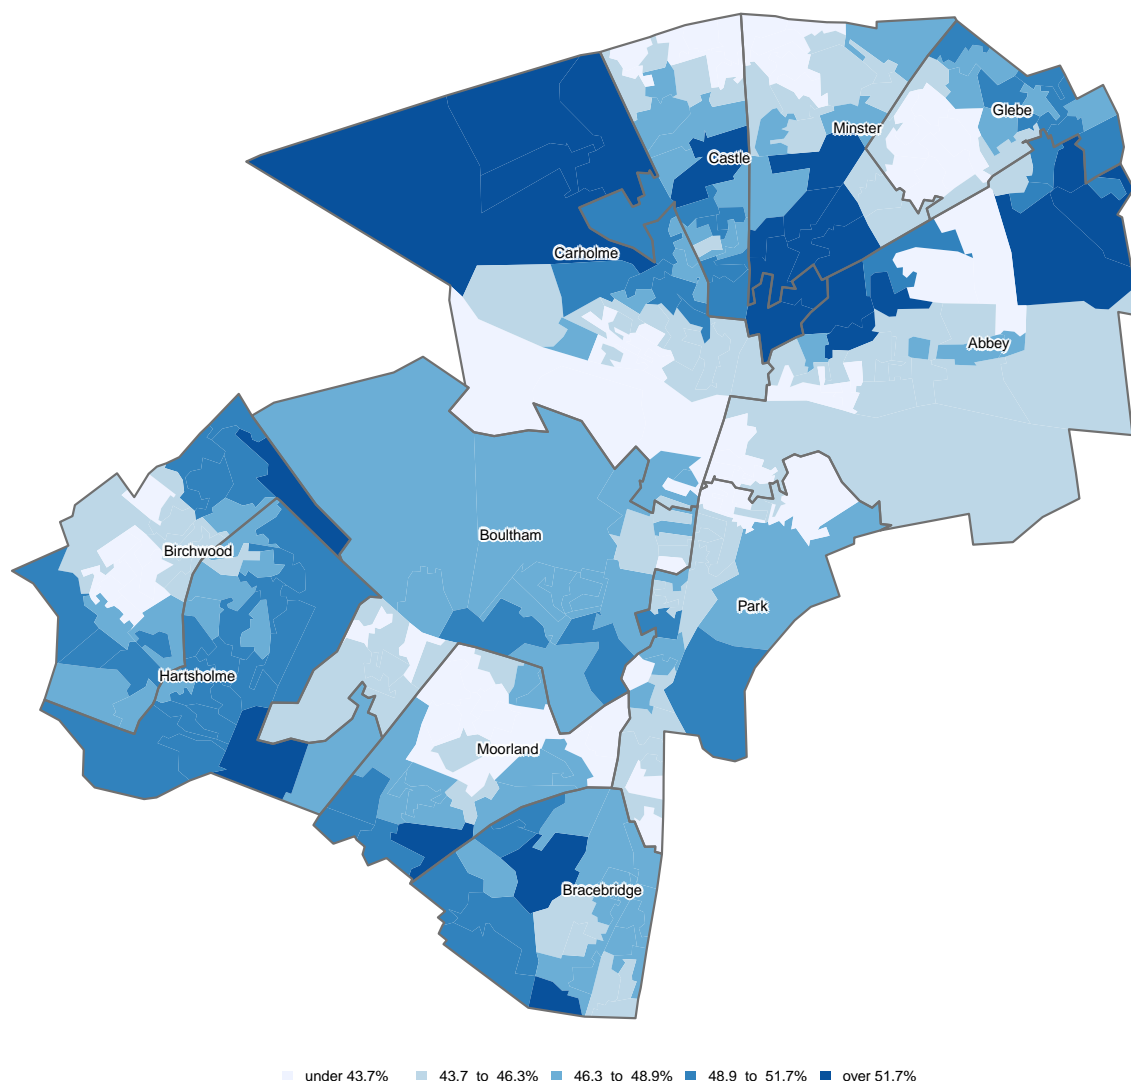 Glebe
Minster
Castle
Carholme
Abbey
Boultham
Birchwood
Park
Hartsholme
Moorland
Bracebridge
under 43.7% 43.7 to 46.3% 46.3 to 48.9% 48.9 to 51.7% over 51.7%